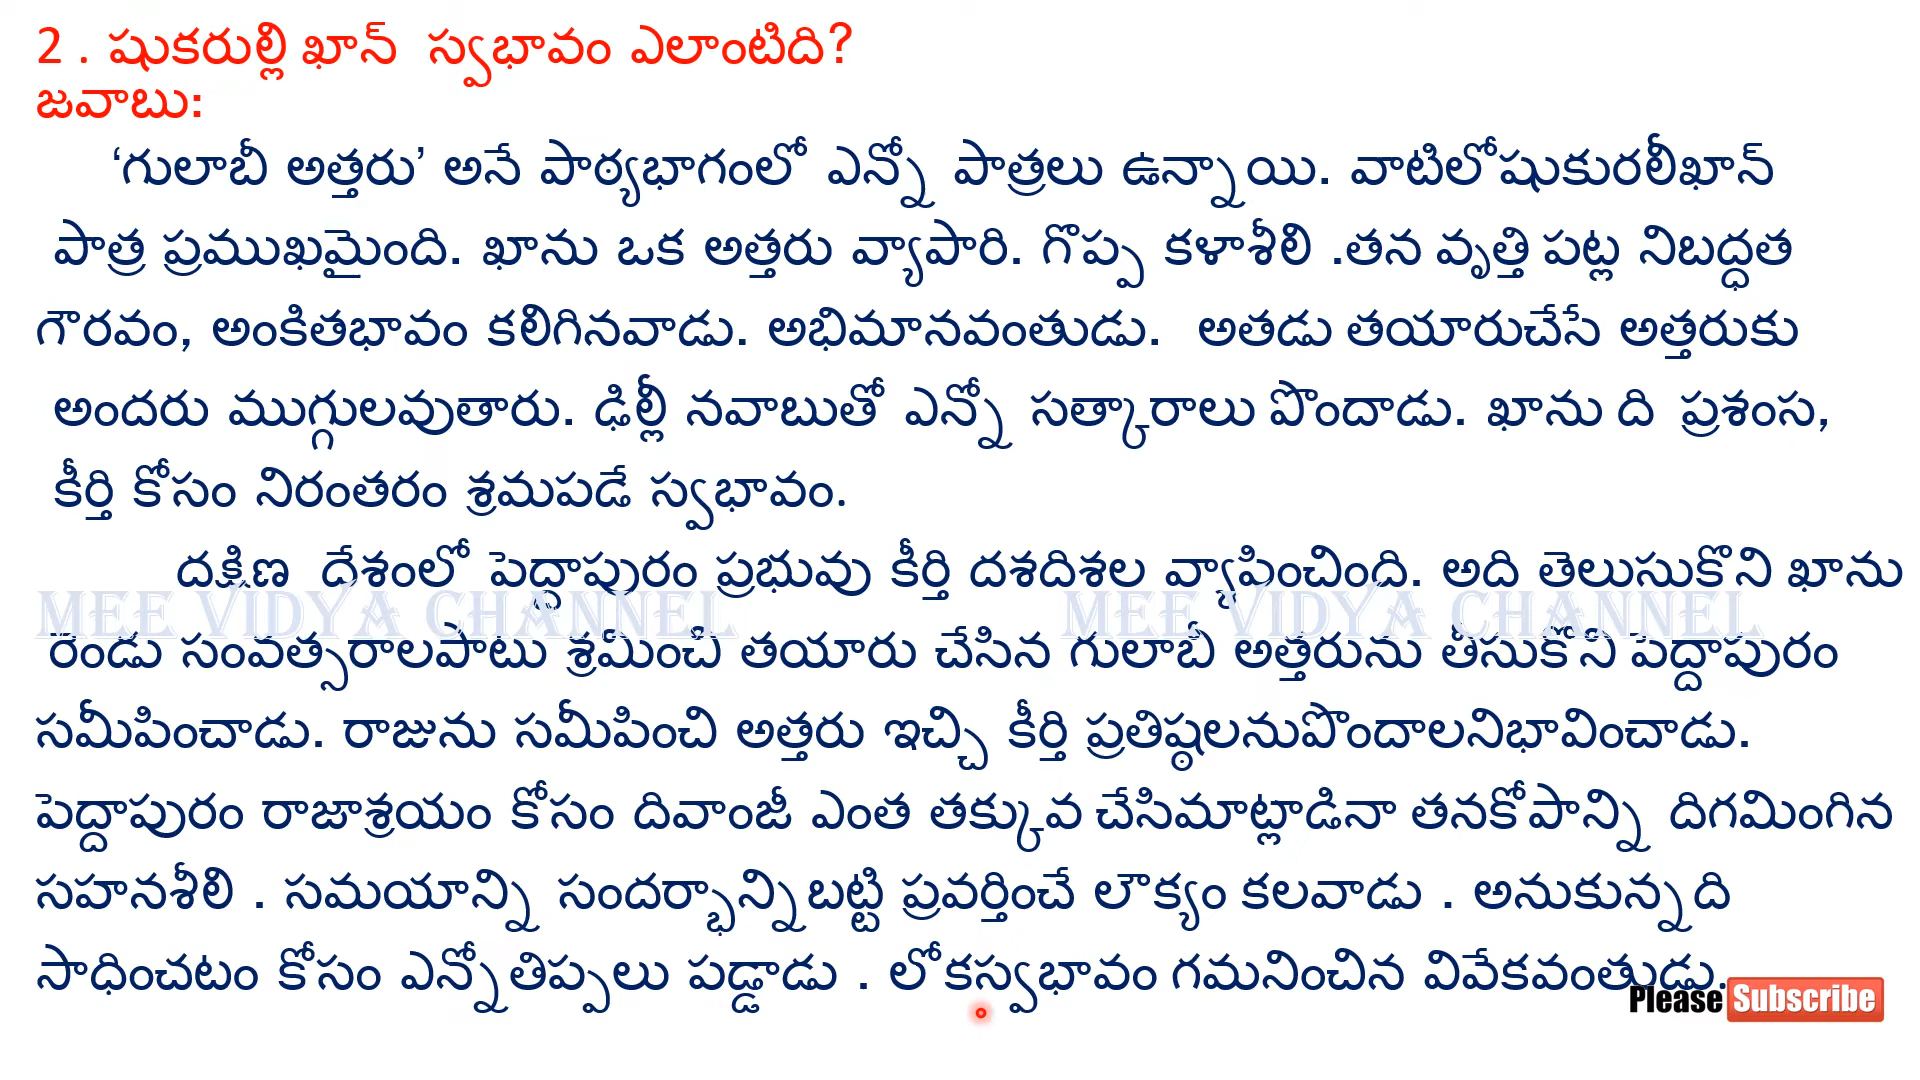 2 . షుకరుల్లి ఖాన్ స్వభావం ఎలాంటిది?
జవాబు:
‘గులాబీ అత్తరు’ అనే పాఠ్యభాగంలో ఎన్నో పాత్రలు ఉన్నాయి. వాటిలోషుకురలీఖాన్
పాత్ర ప్రముఖమైంది. ఖాను ఒక అత్తరు వ్యాపారి. గొప్ప కళాశీలి .తన వృత్తి పట్ల నిబద్ధత
గౌరవం, అంకితభావం కలిగినవాడు. అభిమానవంతుడు. అతడు తయారుచేసే అత్తరుకు
అందరు ముగ్గులవుతారు. ఢిల్లీ నవాబుతో ఎన్నో సత్కారాలు పొందాడు. ఖాను ది ప్రశంస,
కీర్తి కోసం నిరంతరం శ్రమపడే స్వభావం.
దక్షిణ దేశంలో పెద్దాపురం ప్రభువు కీర్తి దశదిశల వ్యాపించింది. అది తెలుసుకొని ఖాను
MEE VIDYA CHANNEL MEE VIDYA CHANNEL
రెండు సంవత్సరాలపాటు శ్రమించి తయారు చేసిన గులాబీ అత్తరును తీసుకొని పెద్దాపురం
సమీపించాడు. రాజును సమీపించి అత్తరు ఇచ్చి కీర్తి ప్రతిష్ఠలనుపొందాలనిభావించాడు.
పెద్దాపురం రాజాశ్రయం కోసం దివాంజీ ఎంత తక్కువ చేసిమాట్లాడినా తనకోపాన్ని దిగమింగిన
సహనశీలి . సమయాన్ని సందర్భాన్నిబట్టి ప్రవర్తించే లౌక్యం కలవాడు . అనుకున్నది
సాధించటం కోసం ఎన్నోతిప్పలు పడ్డాడు . లోకస్వభావం గమనించిన వివేకవంతుడు.
Please Subscribe